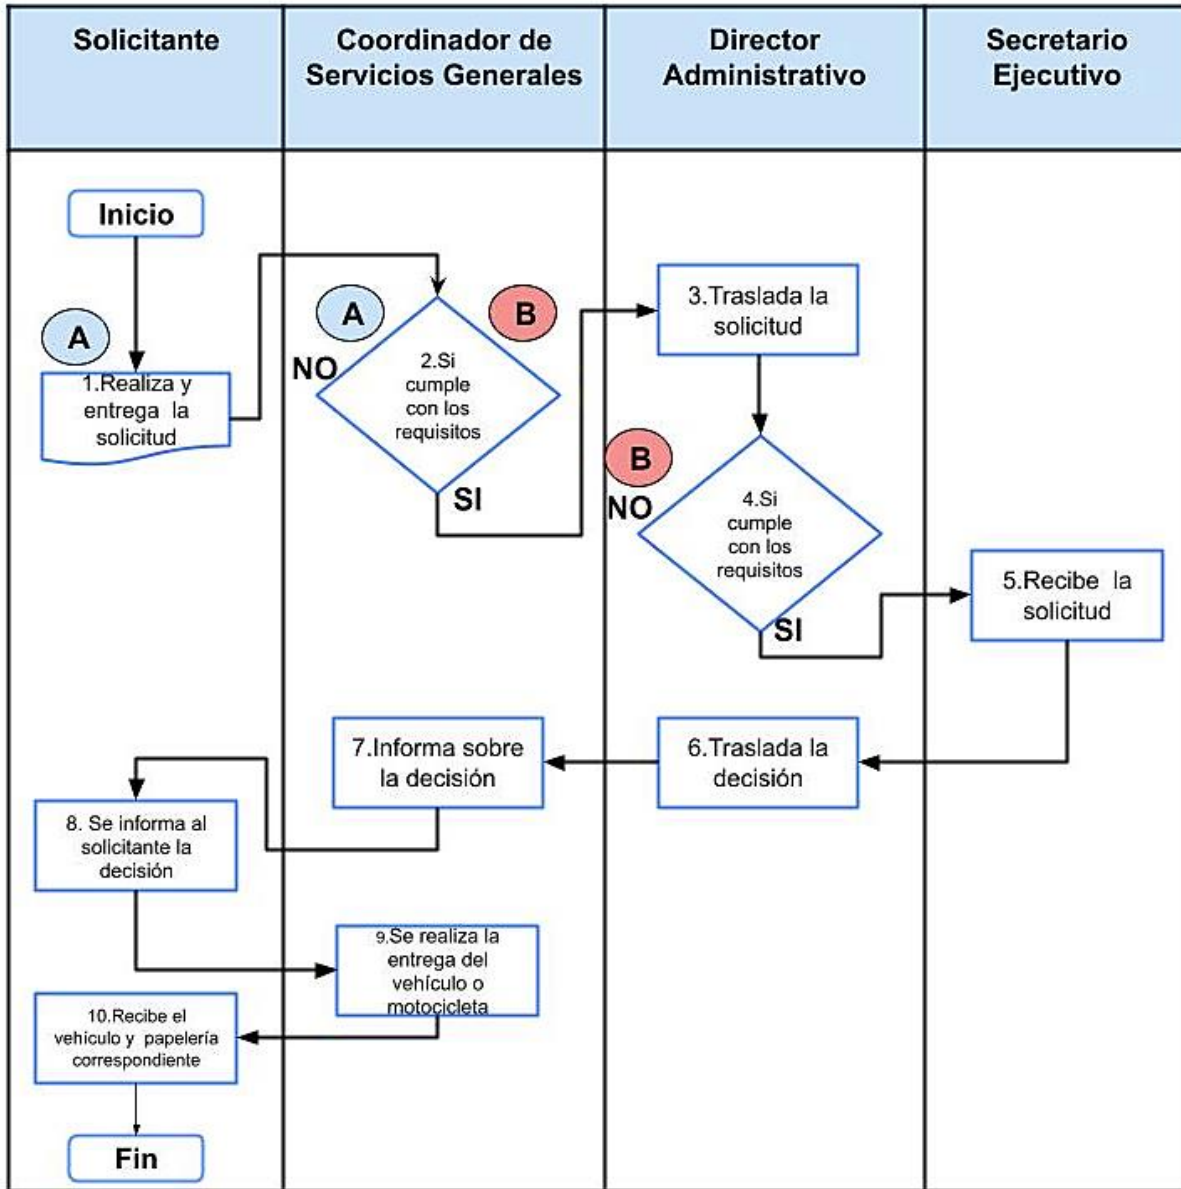 Solicitante
Coordinador de
Servicios Generales
Director
Administrativo
Secretario
Ejecutivo
Inicio
A
1.Realiza y
entrega la
solicitud
A
B
NO
2.Si
cumple
con los
requisitos
SI
3.Traslada la
solicitud
B
NO
4.Si
cumple
con los
requisitos
SI
5.Recibe la
solicitud
6.Traslada la
decisión
7.Informa sobre
la decisión
8. Se informa al
solicitante la
decisión
9.Se realiza la
entrega del
vehículo o
motocicleta
10.Recibe el
vehículo y papelería
correspondiente
Fin